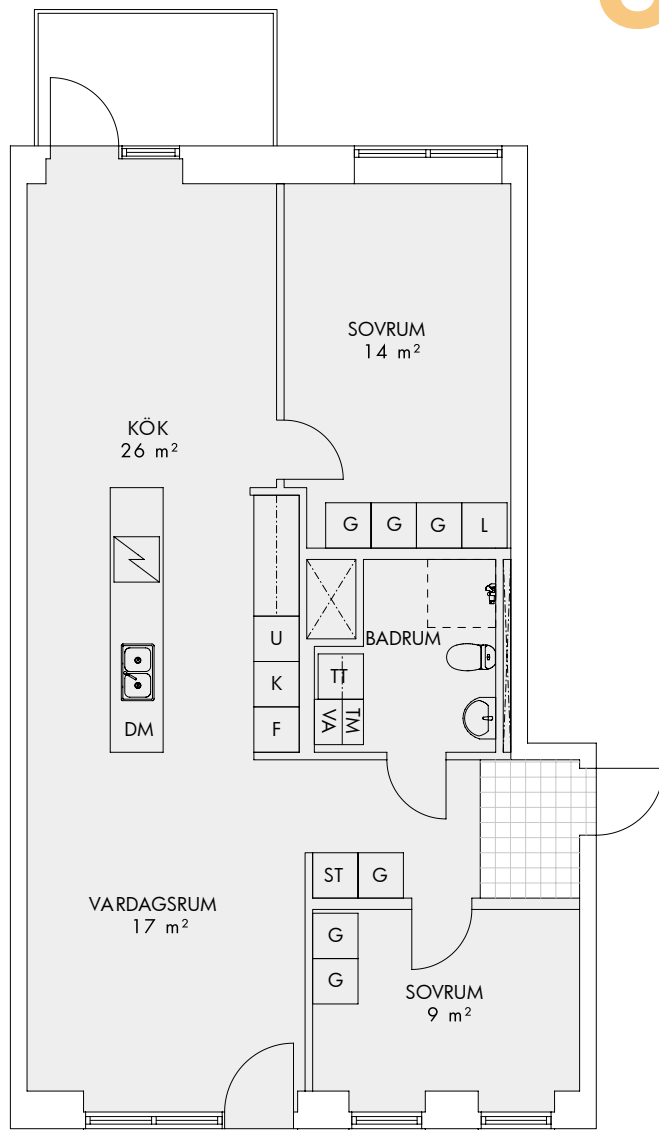 SOVRUM
14 m²
KÖK
26 m²
G G G L
BADRUM
U
K
F
TT
VA TM
DM
ST G
VARDAGSRUM
17 m²
G
G
SOVRUM
9 m²